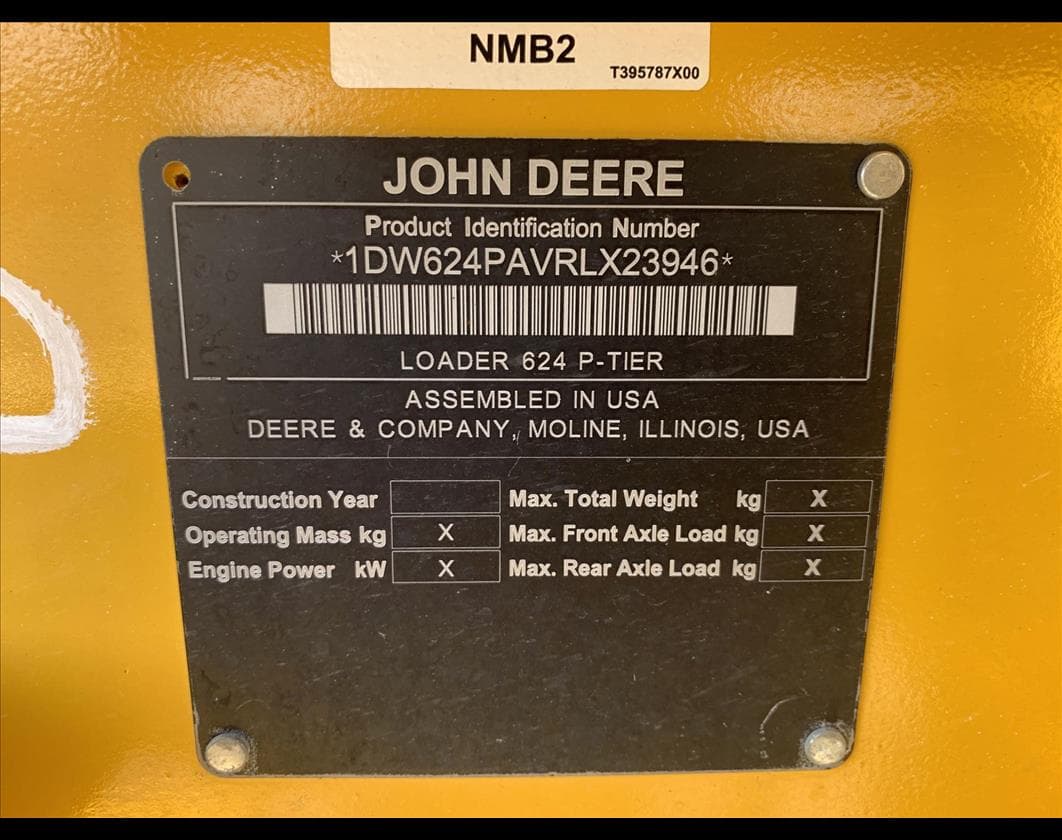 NMB2
T395787X00
JOHN DEERE
Product Identification Number
*1DW624PAVRLX23946*
LOADER 624 P-TIER
ASSEMBLED IN USA
DEERE & COMPANY, MOLINE, ILLINOIS, USA
Construction Year Max. Total Weight kg X
Operating Mass kg X Max. Front Axle Load kg X
Engine Power kW X Max. Rear Axle Load kg X